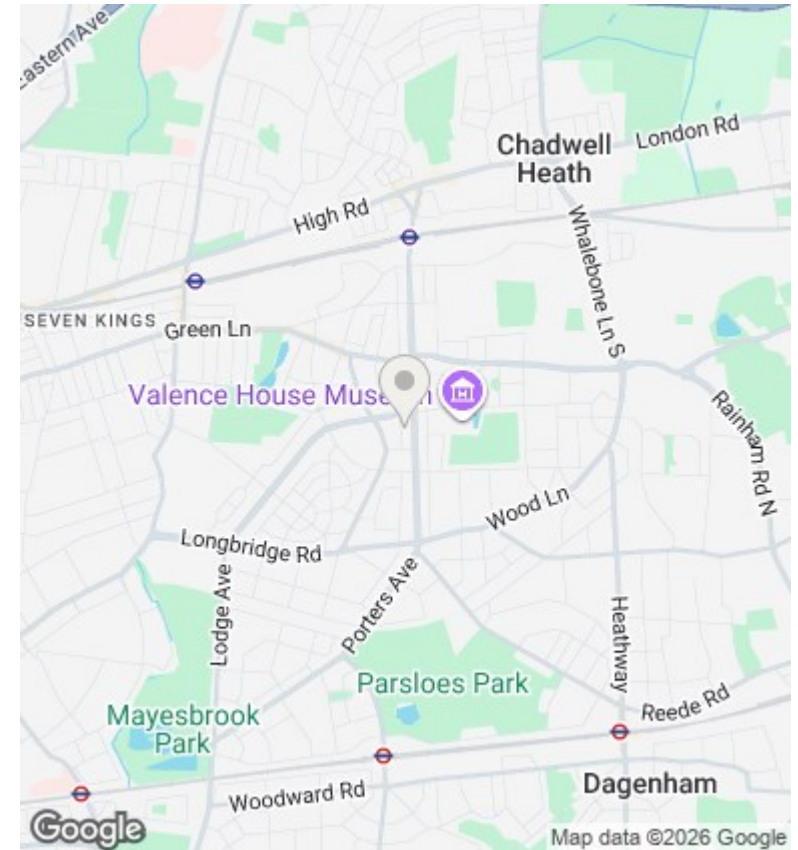 Eastern Ave
Chadwell
Heath
London Rd
High Rd
Whalebone Ln S
SEVEN KINGS
Green Ln
Valence House Museum
Rainham Rd N
Wood Ln
Longbridge Rd
Lodge Ave
Porters Ave
Heathway
Parsloes Park
Reede Rd
Mayesbrook
Park
Dagenham
Woodward Rd
Google
Map data ©2026 Google